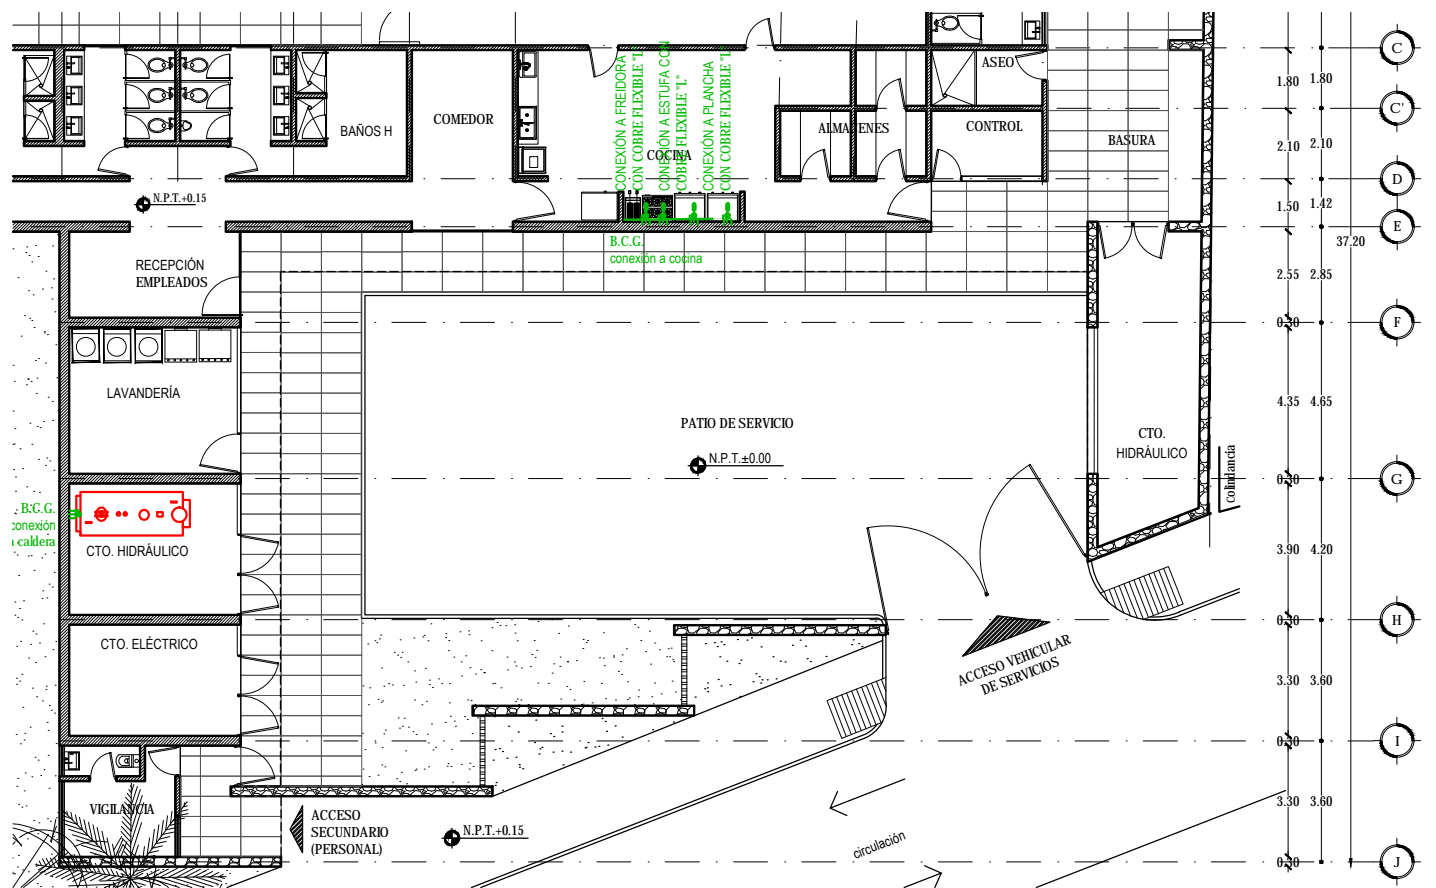 C
ASEO
1.80 1.80
C'
COMEDOR
BAÑOS H
CONEXIÓN A FREIDORA
CON COBRE FLEXIBLE "L"
CONEXIÓN A ESTUFA CON
COBRE FLEXIBLE "L"
CONEXIÓN A PLANCHA
CON COBRE FLEXIBLE "L"
COCINA
ALMACENES
CONTROL
BASURA
2.10 2.10
D
N.P.T.+0.15
1.50 1.42
E
B.C.G.
conexión a cocina
37.20
RECEPCIÓN
EMPLEADOS
2.55 2.85
0.30
F
LAVANDERÍA
4.35 4.65
PATIO DE SERVICIO
N.P.T.±0.00
CTO.
HIDRÁULICO
colindancia
0.30
G
B.C.G.
conexión
a caldera
CTO. HIDRÁULICO
3.90 4.20
0.30
H
CTO. ELÉCTRICO
ACCESO VEHICULAR
DE SERVICIOS
3.30 3.60
0.30
I
VIGILANCIA
ACCESO
SECUNDARIO
(PERSONAL)
N.P.T.+0.15
circulación
3.30 3.60
0.30
J